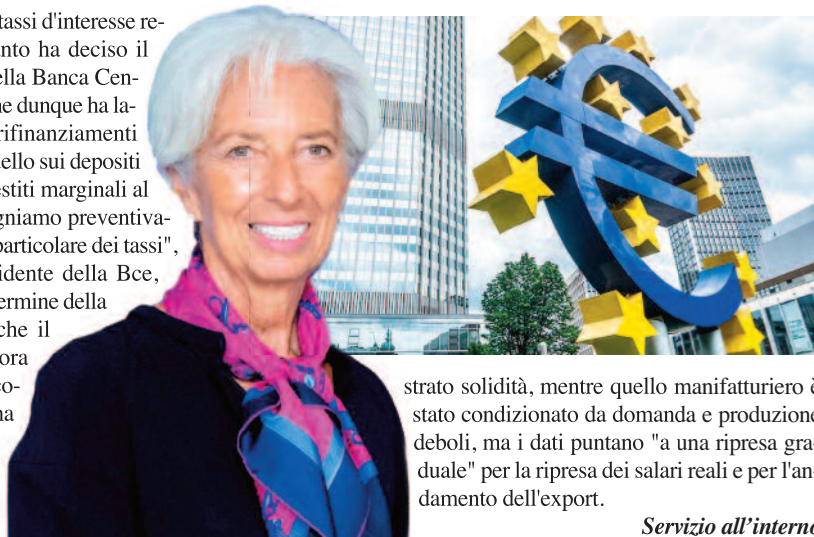 tassi d'interesse re-
anto ha deciso il
ella Banca Cen-
he dunque ha la-
rifinanziamenti
ello sui depositi
estiti marginali al
gniamo preventiva-
particolare dei tassi",
idente della Bce,
ermine della
che il
ora
co-
na
strato solidità, mentre quello manifatturiero è
stato condizionato da domanda e produzione
deboli, ma i dati puntano "a una ripresa gra-
duale" per la ripresa dei salari reali e per l'an-
damento dell'export.
Servizio all'interno